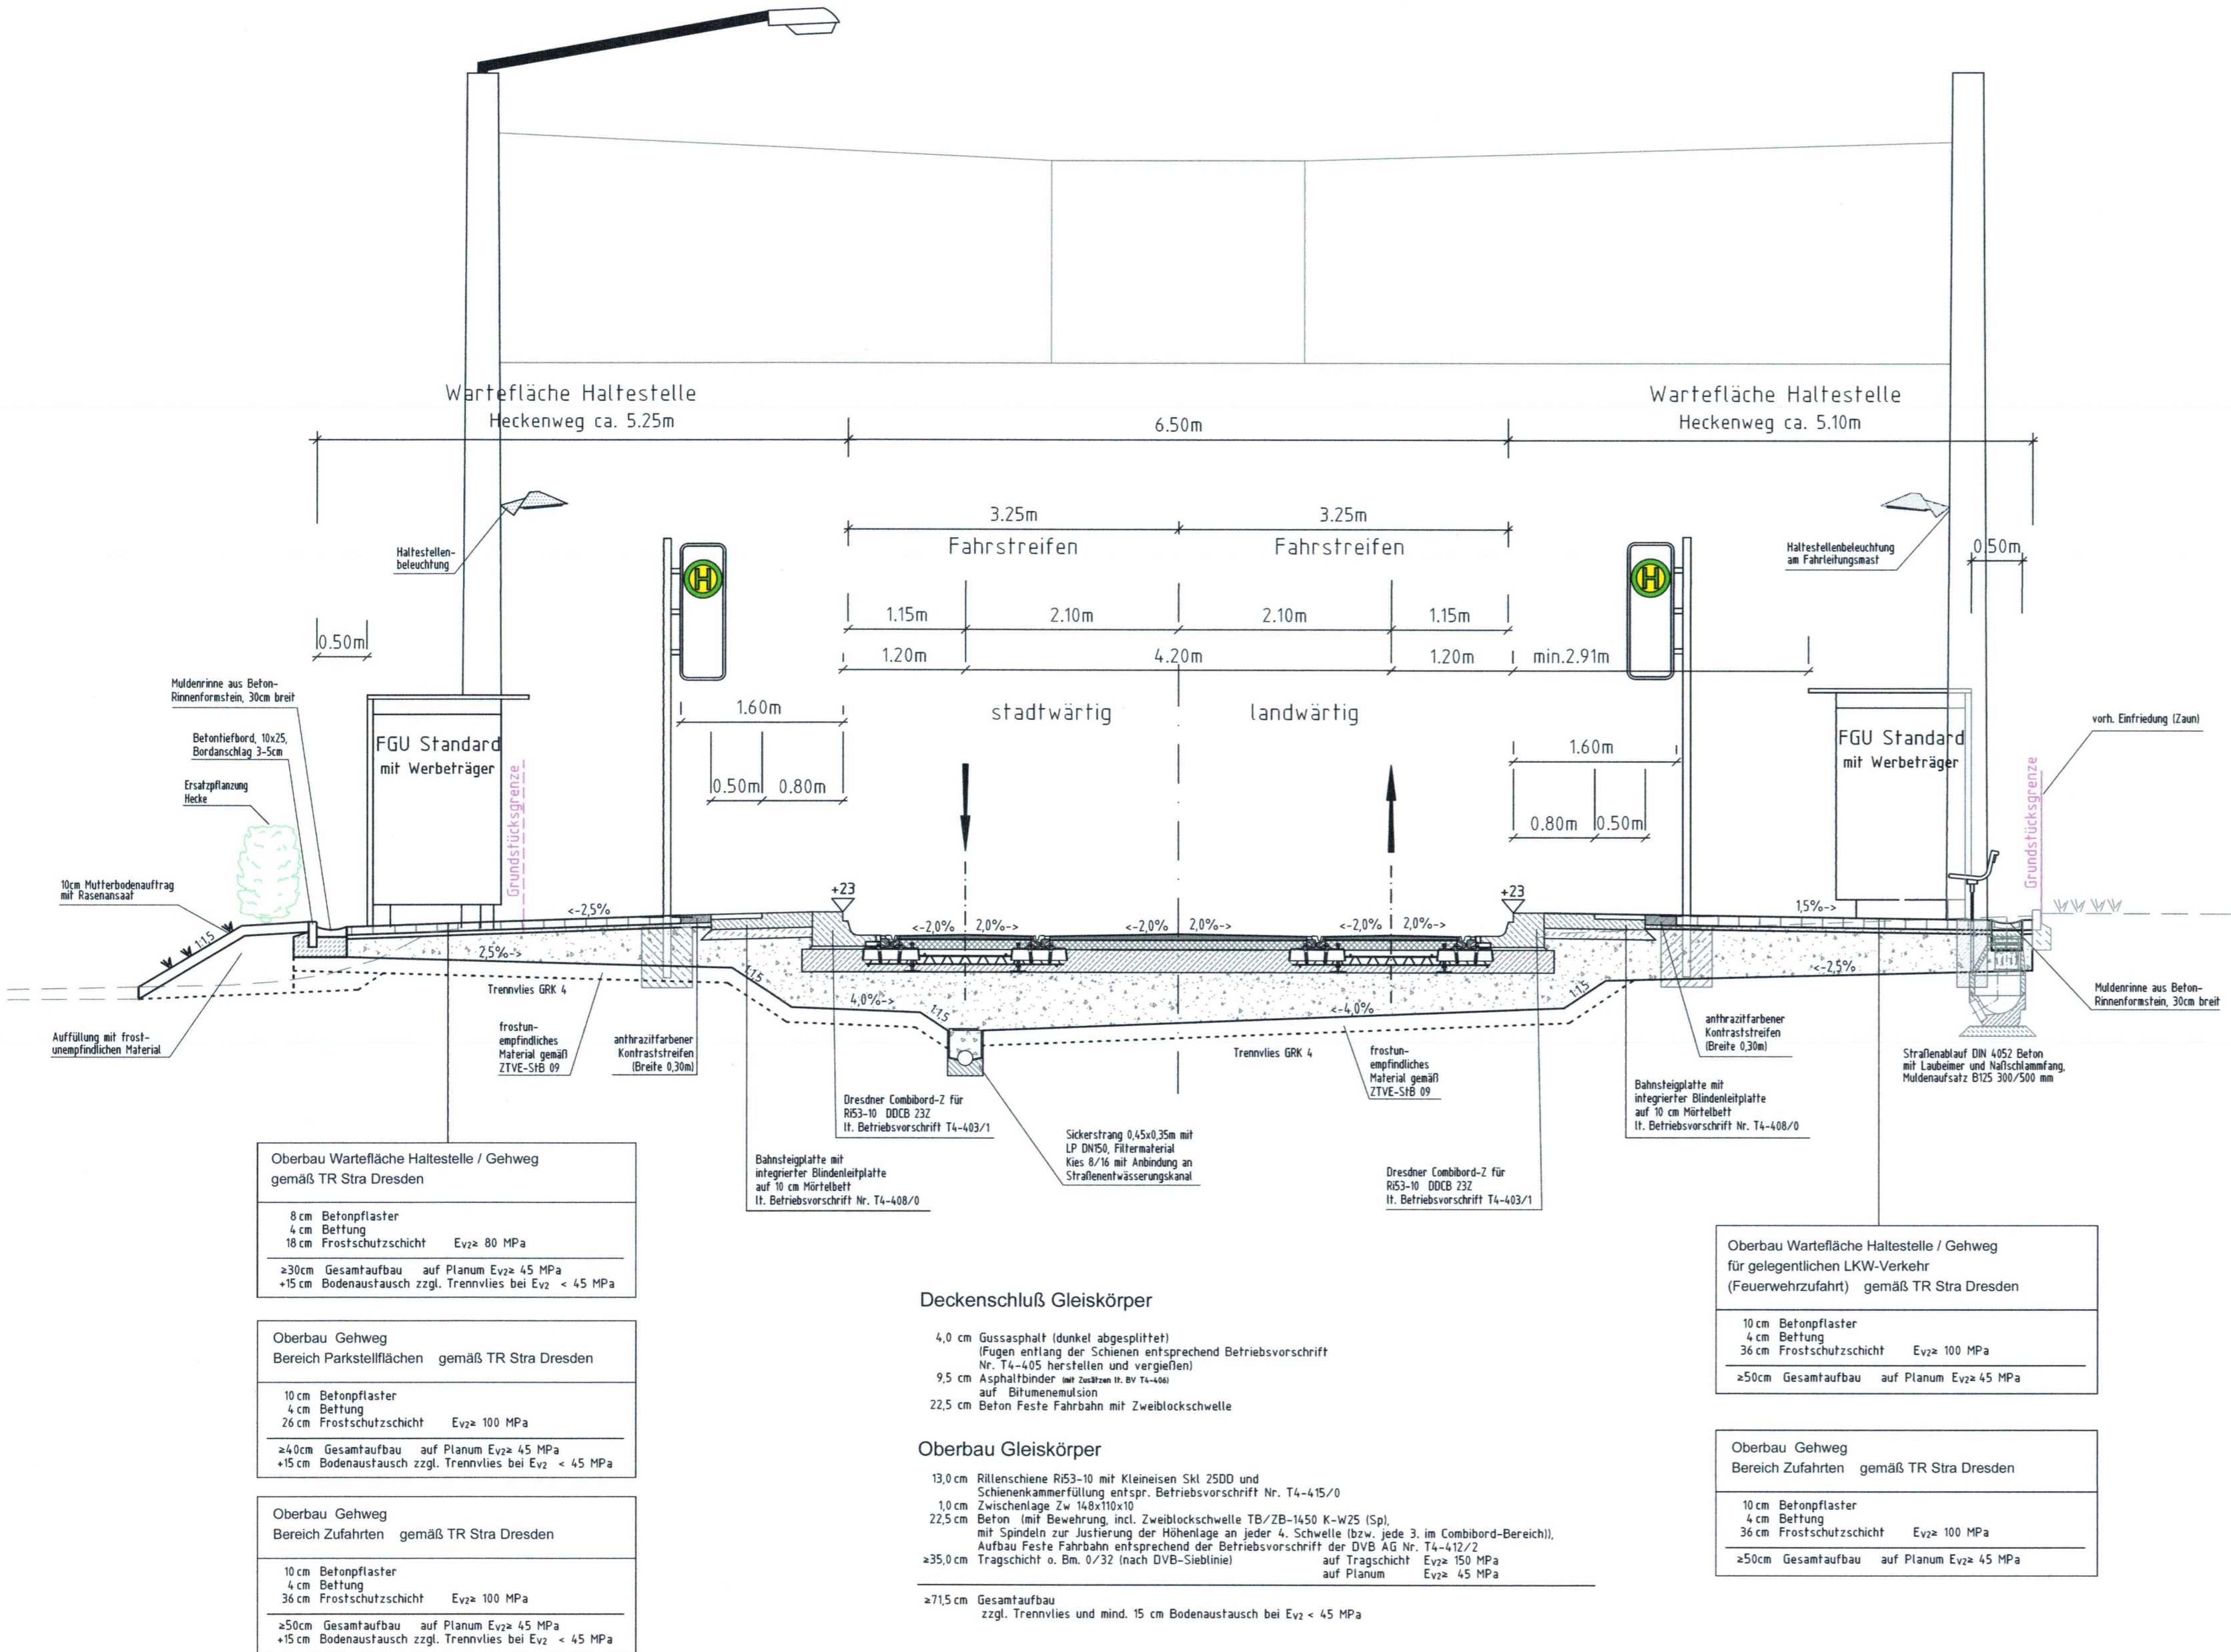 Wartefläche Haltestelle
Heckenweg ca. 5.25m
6.50m
Wartefläche Haltestelle
Heckenweg ca. 5.10m
3.25m
3.25m
Fahrstreifen
Fahrstreifen
Haltestellen-
beleuchtung
H
H
Haltestellenbeleuchtung
am Fahrleitungsmast
0.50m
1.15m
2.10m
2.10m
1.15m
0.50m
1.20m
4.20m
1.20m
min.2.91m
Muldenrinne aus Beton-
Rinnenformstein, 30cm breit
1.60m
stadtwärtig
landwärtig
vorh. Einfriedung (Zaun)
Betontiefbord, 10x25,
Bordanschlag 3-5cm
FGU Standard
mit Werbeträger
FGU Standard
mit Werbeträger
1.60m
Ersatzpflanzung
Hecke
Grundstücksgrenze
0.50m
0.80m
0.80m
0.50m
Grundstücksgrenze
10cm Mutterbodenauftrag
mit Rasenansaat
+23
+23
<-2,5%
1,5%->
<-2,0%
2,0%->
<-2,0%
2,0%->
<-2,0%
2,0%->
1:1,5
2,5%->
1:1,5
4,0%->
1:1,5
<-4,0%
1:1,5
<-2,5%
Trennvlies GRK 4
Trennvlies GRK 4
Muldenrinne aus Beton-
Rinnenformstein, 30cm breit
Auffüllung mit frost-
unempfindlichen Material
frostun-
empfindliches
Material gemäß
ZTVE-StB 09
anthrazitfarbener
Kontraststreifen
(Breite 0,30m)
frostun-
empfindliches
Material gemäß
ZTVE-StB 09
anthrazitfarbener
Kontraststreifen
(Breite 0,30m)
Straßenablauf DIN 4052 Beton
mit Laubeimer und Naßschlammfang,
Muldenaufsatz B125 300/500 mm
Dresdner Combibord-Z für
Ri53-10 DDCB 23Z
lt. Betriebsvorschrift T4-403/1
Bahnsteigplatte mit
integrierter Blindenleitplatte
auf 10 cm Mörtelbett
lt. Betriebsvorschrift Nr. T4-408/0
Sickerstrang 0,45x0,35m mit
LP DN150, Filtermaterial
Kies 8/16 mit Anbindung an
Straßenentwässerungskanal
Bahnsteigplatte mit
integrierter Blindenleitplatte
auf 10 cm Mörtelbett
lt. Betriebsvorschrift Nr. T4-408/0
Dresdner Combibord-Z für
Ri53-10 DDCB 23Z
lt. Betriebsvorschrift T4-403/1
Oberbau Wartefläche Haltestelle / Gehweg
gemäß TR Stra Dresden
8 cm Betonpflaster
4 cm Bettung
18 cm Frostschutzschicht Ev2≥ 80 MPa
≥30cm Gesamtaufbau auf Planum Ev2≥ 45 MPa
+15 cm Bodenaustausch zzgl. Trennvlies bei Ev2 < 45 MPa
Oberbau Gehweg
Bereich Parkstellflächen gemäß TR Stra Dresden
10 cm Betonpflaster
4 cm Bettung
26 cm Frostschutzschicht Ev2≥ 100 MPa
≥40cm Gesamtaufbau auf Planum Ev2≥ 45 MPa
+15 cm Bodenaustausch zzgl. Trennvlies bei Ev2 < 45 MPa
Oberbau Gehweg
Bereich Zufahrten gemäß TR Stra Dresden
10 cm Betonpflaster
4 cm Bettung
36 cm Frostschutzschicht Ev2≥ 100 MPa
≥50cm Gesamtaufbau auf Planum Ev2≥ 45 MPa
+15 cm Bodenaustausch zzgl. Trennvlies bei Ev2 < 45 MPa
Deckenschluß Gleiskörper
4,0 cm Gussasphalt (dunkel abgesplittet)
(Fugen entlang der Schienen entsprechend Betriebsvorschrift
Nr. T4-405 herstellen und vergießen)
9,5 cm Asphaltbinder (mit Zusätzen lt. BV T4-406)
auf Bitumenemulsion
22,5 cm Beton Feste Fahrbahn mit Zweiblockschwelle
Oberbau Gleiskörper
13,0 cm Rillenschiene Ri53-10 mit Kleineisen Skl 25DD und
Schienenkammerfüllung entspr. Betriebsvorschrift Nr. T4-415/0
1,0 cm Zwischenlage Zw 148x110x10
22,5 cm Beton (mit Bewehrung, incl. Zweiblockschwelle TB/ZB-1450 K-W25 (Sp),
mit Spindeln zur Justierung der Höhenlage an jeder 4. Schwelle (bzw. jede 3. im Combibord-Bereich)),
Aufbau Feste Fahrbahn entsprechend der Betriebsvorschrift der DVB AG Nr. T4-412/2
≥35,0 cm Tragschicht o. Bm. 0/32 (nach DVB-Sieblinie) auf Tragschicht Ev2≥ 150 MPa
auf Planum Ev2≥ 45 MPa
≥71,5 cm Gesamtaufbau
zzgl. Trennvlies und mind. 15 cm Bodenaustausch bei Ev2 < 45 MPa
Oberbau Wartefläche Haltestelle / Gehweg
für gelegentlichen LKW-Verkehr
(Feuerwehrzufahrt) gemäß TR Stra Dresden
10 cm Betonpflaster
4 cm Bettung
36 cm Frostschutzschicht Ev2≥ 100 MPa
≥50cm Gesamtaufbau auf Planum Ev2≥ 45 MPa
Oberbau Gehweg
Bereich Zufahrten gemäß TR Stra Dresden
10 cm Betonpflaster
4 cm Bettung
36 cm Frostschutzschicht Ev2≥ 100 MPa
≥50cm Gesamtaufbau auf Planum Ev2≥ 45 MPa